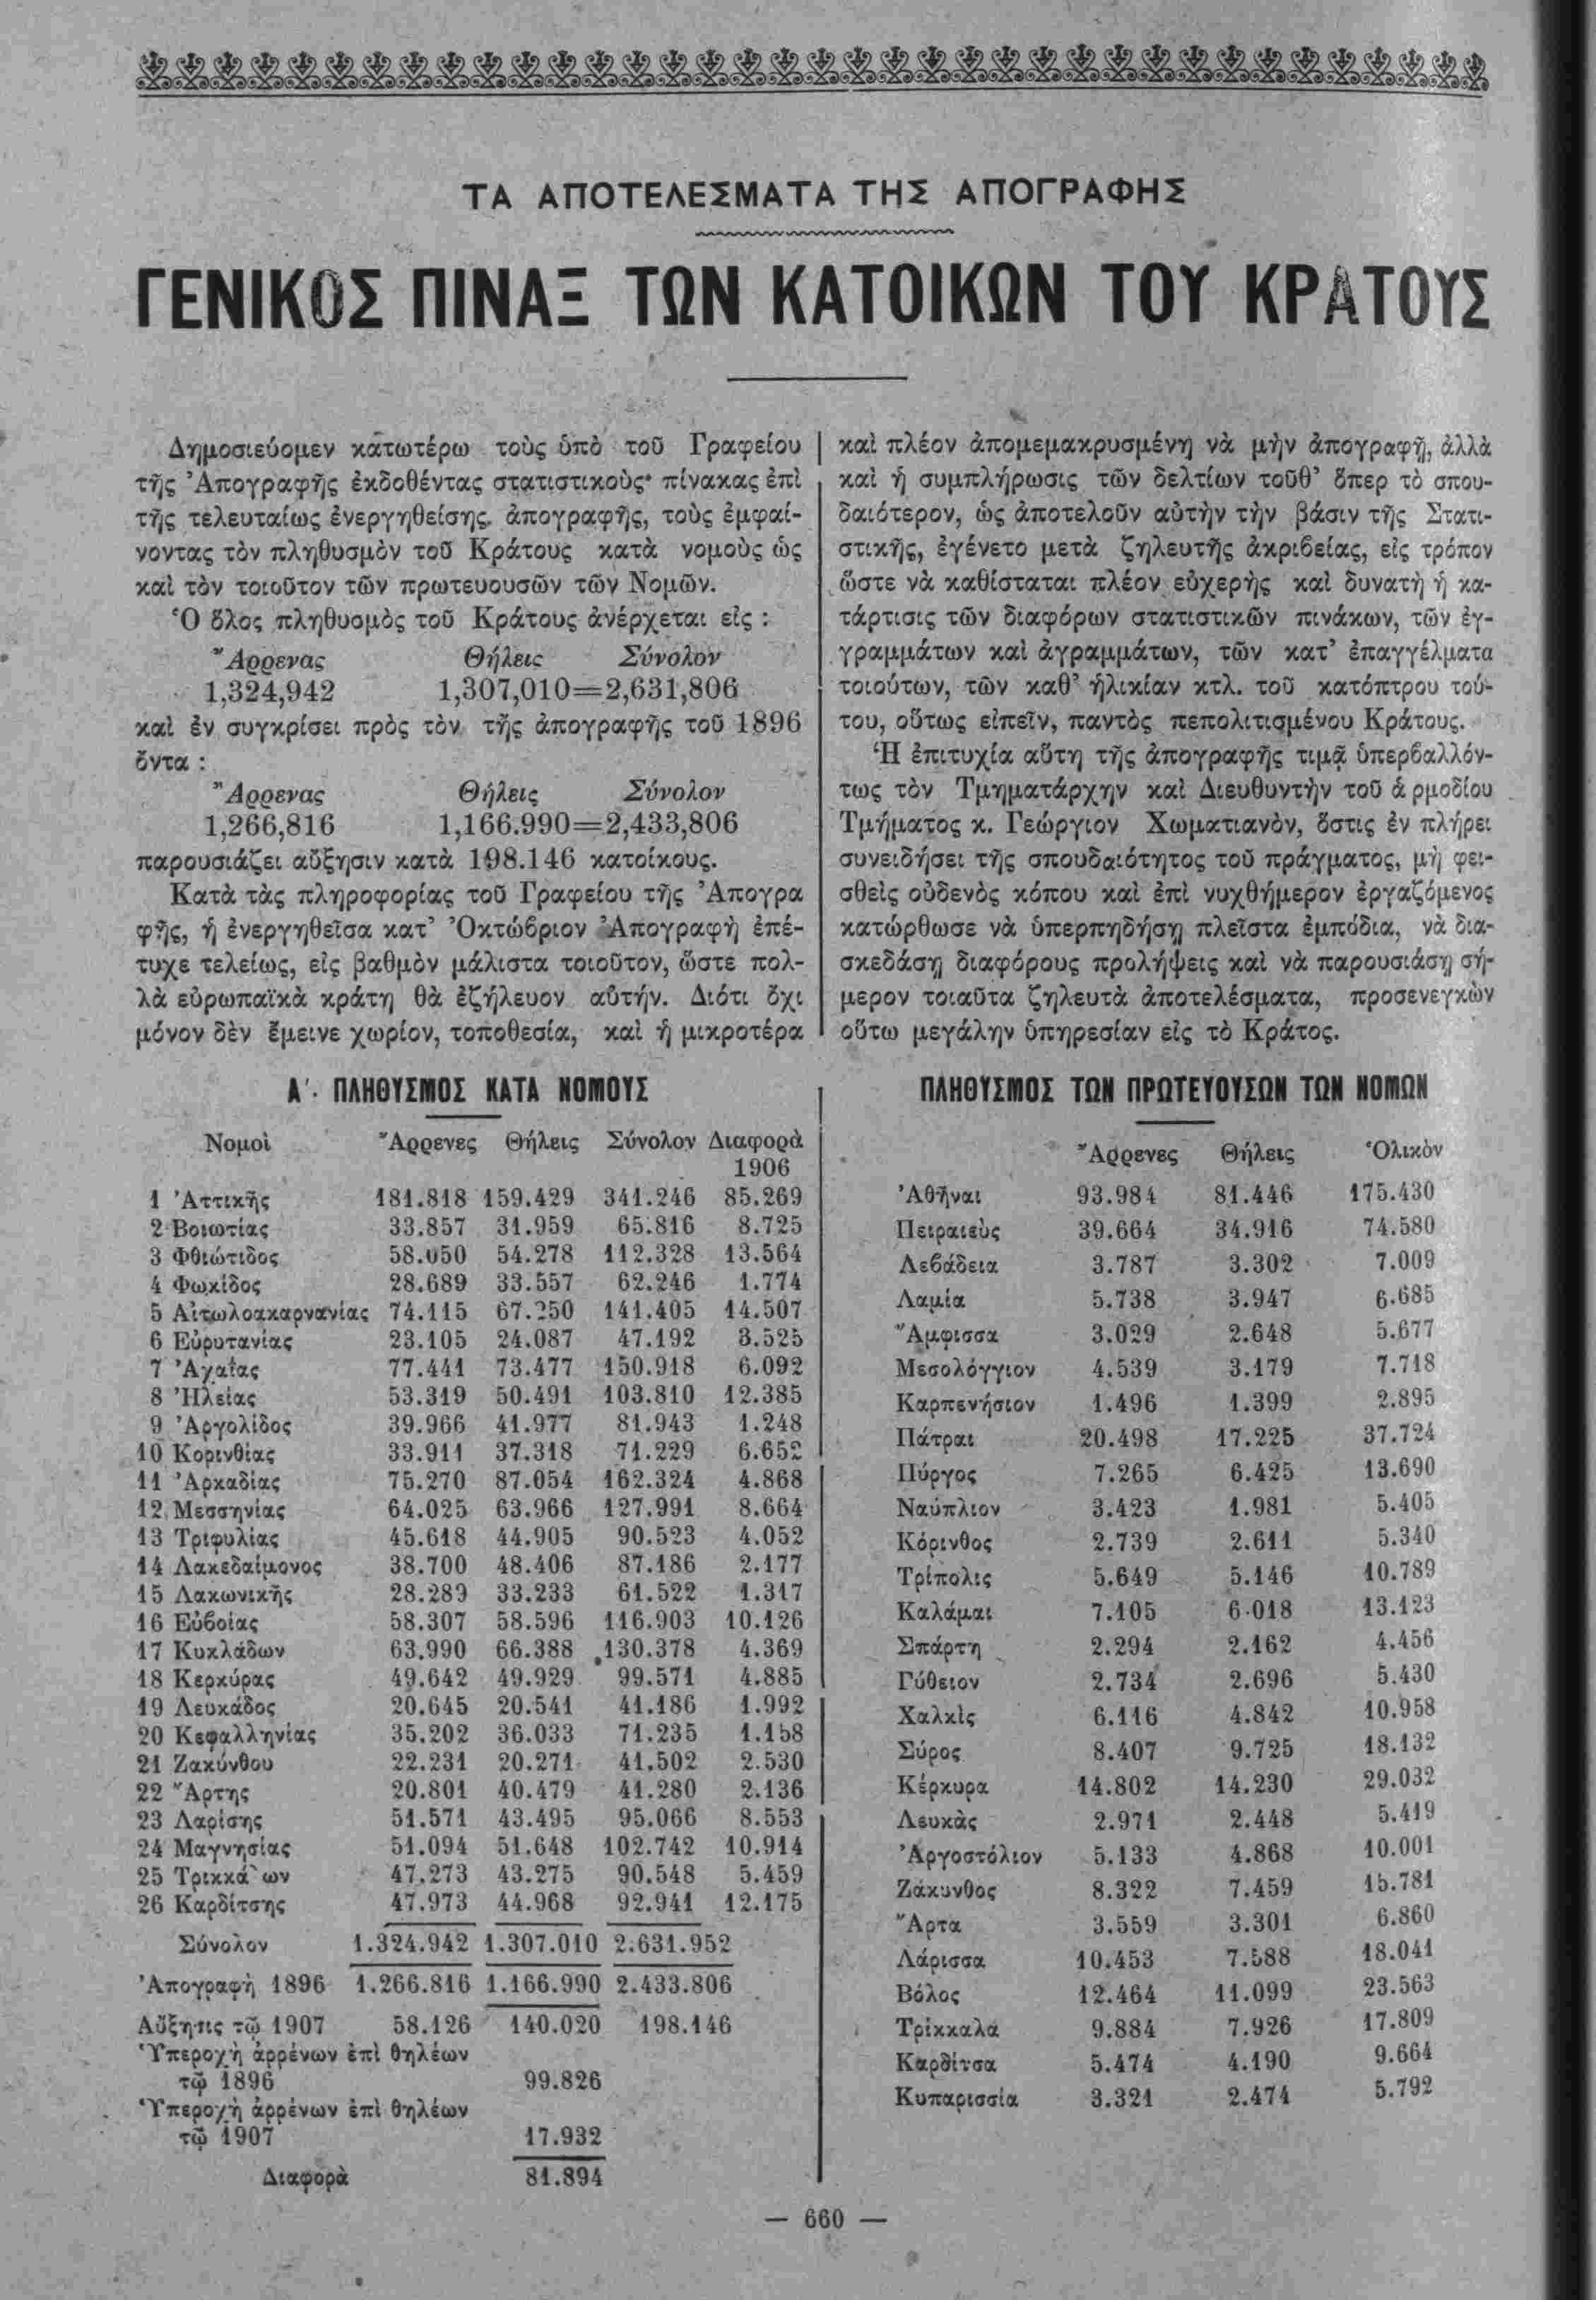 ΤΑ ΑΠΟΤΕΛΕΣΜΑΤΑ ΤΗΣ ΑΠΟΓΡΑΦΗΣ
ΓΕΝΙΚΟΣ ΠΙΝΑΞ ΤΩΝ ΚΑΤΟΙΚΩΝ ΤΟΥ ΚΡΑΤΟΥΣ
Δημοσιεύομεν κατωτέρω τοὺς ὑπὸ τοῦ Γραφείου
τῆς Ἀπογραφῆς ἐκδοθέντας στατιστικοὺς πίνακας ἐπὶ
τῆς τελευταίως ἐνεργηθείσης, ἀπογραφῆς, τοὺς ἐμφαί-
νοντας τὸν πληθυσμὸν τοῦ Κράτους κατὰ νομοὺς ὡς
καὶ τὸν τοιοῦτον τῶν πρωτευουσῶν τῶν Νομῶν.
Ὁ ὅλος πληθυσμὸς τοῦ Κράτους ἀνέρχεται εἰς :
Ἄρρενας Θήλεις Σύνολον
1,324,942 1,307,010=2,631,806
καὶ ἐν συγκρίσει πρὸς τὸν τῆς ἀπογραφῆς τοῦ 1896
ὄντα :
Ἄρρενας Θήλεις Σύνολον
1,266,816 1,166.990=2,433,806
παρουσιάζει αὔξησιν κατὰ 198.146 κατοίκους.
Κατὰ τὰς πληροφορίας τοῦ Γραφείου τῆς Ἀπογρα
φῆς, ἡ ἐνεργηθεῖσα κατ' Ὀκτώβριον Ἀπογραφὴ ἐπέ-
τυχε τελείως, εἰς βαθμὸν μάλιστα τοιοῦτον, ὥστε πολ-
λὰ εὐρωπαϊκὰ κράτη θὰ ἐζήλευον αὐτήν. Διότι ὄχι
μόνον δὲν ἔμεινε χωρίον, τοποθεσία, καὶ ἡ μικροτέρα
καὶ πλέον ἀπομεμακρυσμένη νὰ μὴν ἀπογραφῇ, ἀλλὰ
καὶ ἡ συμπλήρωσις τῶν δελτίων τοῦθ' ὅπερ τὸ σπου-
δαιότερον, ὡς ἀποτελοῦν αὐτὴν τὴν βάσιν τῆς Στατι-
στικῆς, ἐγένετο μετὰ ζηλευτῆς ἀκριβείας, εἰς τρόπον
ὥστε νὰ καθίσταται πλέον εὐχερὴς καὶ δυνατὴ ἡ κα-
τάρτισις τῶν διαφόρων στατιστικῶν πινάκων, τῶν ἐγ-
γραμμάτων καὶ ἀγραμμάτων, τῶν κατ' ἐπαγγέλματα
τοιούτων, τῶν καθ' ἡλικίαν κτλ. τοῦ κατόπτρου τού-
του, οὕτως εἰπεῖν, παντὸς πεπολιτισμένου Κράτους.
Ἡ ἐπιτυχία αὕτη τῆς ἀπογραφῆς τιμᾷ ὑπερβαλλόν-
τως τὸν Τμηματάρχην καὶ Διευθυντὴν τοῦ ἁρμοδίου
Τμήματος κ. Γεώργιον Χωματιανὸν, ὅστις ἐν πλήρει
συνειδήσει τῆς σπουδαιότητος τοῦ πράγματος, μὴ φει-
σθεὶς οὐδενὸς κόπου καὶ ἐπὶ νυχθήμερον ἐργαζόμενος
κατώρθωσε νὰ ὑπερπηδήσῃ πλεῖστα ἐμπόδια, νὰ δια-
σκεδάσῃ διαφόρους προλήψεις καὶ νὰ παρουσιάσῃ σή-
μερον τοιαῦτα ζηλευτὰ ἀποτελέσματα, προσενεγκὼν
οὕτω μεγάλην ὑπηρεσίαν εἰς τὸ Κράτος.
Α΄. ΠΛΗΘΥΣΜΟΣ ΚΑΤΑ ΝΟΜΟΥΣ
Νομοὶ Ἄρρενες Θήλεις Σύνολον Διαφορὰ
1906
1 Ἀττικῆς 181.818 159.429 341.246 85.269
2 Βοιωτίας 33.857 31.959 65.816 8.725
3 Φθιώτιδος 58.050 54.278 112.328 13.564
4 Φωκίδος 28.689 33.557 62.246 1.774
5 Αἰτωλοακαρνανίας 74.115 67.250 141.405 14.507
6 Εὐρυτανίας 23.105 24.087 47.192 3.525
7 Ἀχαΐας 77.441 73.477 150.918 6.092
8 Ἠλείας 53.319 50.491 103.810 12.385
9 Ἀργολίδος 39.966 41.977 81.943 1.248
10 Κορινθίας 33.911 37.318 71.229 6.652
11 Ἀρκαδίας 75.270 87.054 162.324 4.868
12 Μεσσηνίας 64.025 63.966 127.991 8.664
13 Τριφυλίας 45.618 44.905 90.523 4.052
14 Λακεδαίμονος 38.700 48.406 87.186 2.177
15 Λακωνικῆς 28.289 33.233 61.522 1.317
16 Εὐβοίας 58.307 58.596 116.903 10.126
17 Κυκλάδων 63.990 66.388 130.378 4.369
18 Κερκύρας 49.642 49.929 99.571 4.885
19 Λευκάδος 20.645 20.541 41.186 1.992
20 Κεφαλληνίας 35.202 36.033 71.235 1.158
21 Ζακύνθου 22.231 20.271 41.502 2.530
22 Ἄρτης 20.801 40.479 41.280 2.136
23 Λαρίσης 51.571 43.495 95.066 8.553
24 Μαγνησίας 51.094 51.648 102.742 10.914
25 Τρικκά ων 47.273 43.275 90.548 5.459
26 Καρδίτσης 47.973 44.968 92.941 12.175
Σύνολον 1.324.942 1.307.010 2.631.952
Ἀπογραφὴ 1896 1.266.816 1.166.990 2.433.806
Αὔξησις τῷ 1907 58.126 140.020 198.146
Ὑπεροχὴ ἀρρένων ἐπὶ θηλέων
τῷ 1896 99.826
Ὑπεροχὴ ἀρρένων ἐπὶ θηλέων
τῷ 1907 17.932
Διαφορὰ 81.894
ΠΛΗΘΥΣΜΟΣ ΤΩΝ ΠΡΩΤΕΥΟΥΣΩΝ ΤΩΝ ΝΟΜΩΝ
Ἄρρενες Θήλεις Ὁλικὸν
Ἀθῆναι 93.984 81.446 175.430
Πειραιεὺς 39.664 34.916 74.580
Λεβάδεια 3.787 3.302 7.009
Λαμία 5.738 3.947 6.685
Ἄμφισσα 3.029 2.648 5.677
Μεσολόγγιον 4.539 3.179 7.718
Καρπενήσιον 1.496 1.399 2.895
Πάτραι 20.498 17.225 37.724
Πύργος 7.265 6.425 13.690
Ναύπλιον 3.423 1.981 5.405
Κόρινθος 2.739 2.611 5.340
Τρίπολις 5.649 5.146 10.789
Καλάμαι 7.105 6.018 13.123
Σπάρτη 2.294 2.162 4.456
Γύθειον 2.734 2.696 5.430
Χαλκὶς 6.116 4.842 10.958
Σύρος 8.407 9.725 18.132
Κέρκυρα 14.802 14.230 29.032
Λευκὰς 2.971 2.448 5.419
Ἀργοστόλιον 5.133 4.868 10.001
Ζάκυνθος 8.322 7.459 15.781
Ἄρτα 3.559 3.301 6.860
Λάρισσα 10.453 7.588 18.041
Βόλος 12.464 11.099 23.563
Τρίκκαλα 9.884 7.926 17.809
Καρδίτσα 5.474 4.190 9.664
Κυπαρισσία 3.321 2.474 5.792
— 660 —